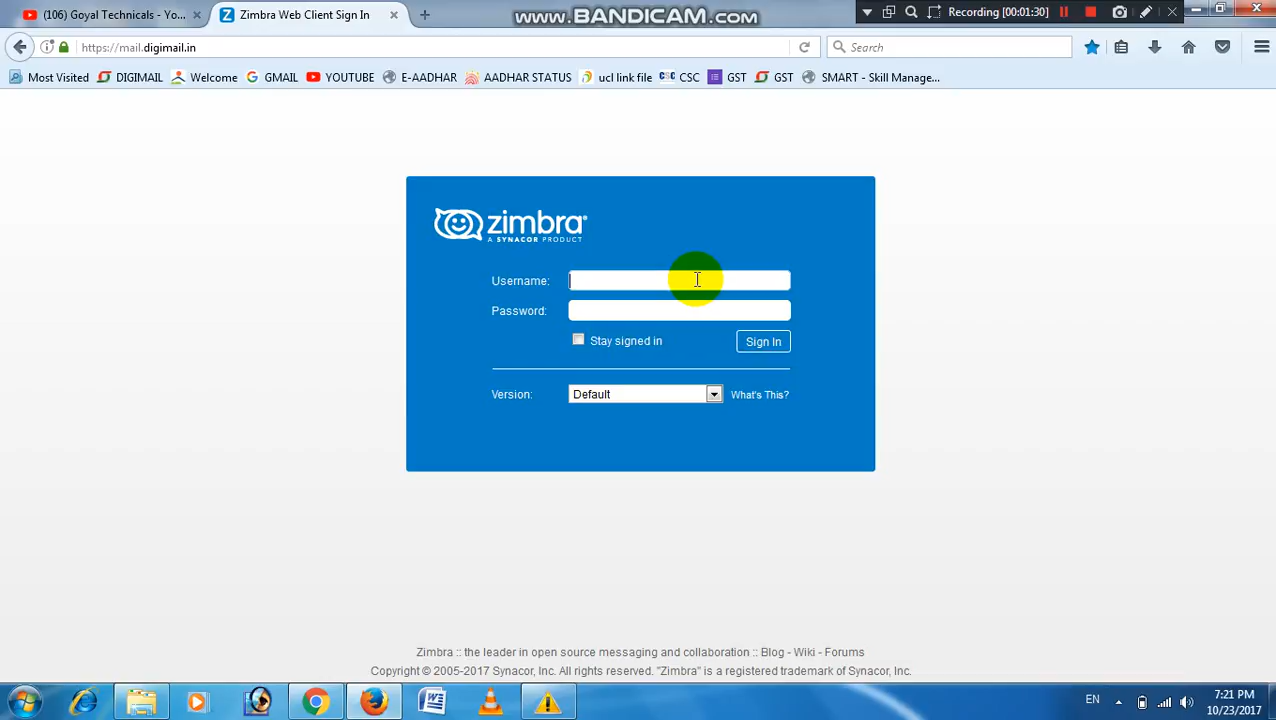 (106) Goyal Technicals - Yo...
Zimbra Web Client Sign In
www.BANDICAM.com
Recording [00:01:30]
https://mail.digimail.in
Search
Most Visited DIGIMAIL Welcome GMAIL YOUTUBE E-AADHAR AADHAR STATUS ucl link file CSC GST GST SMART - Skill Manage...
zimbra
A SYNACOR PRODUCT
Username:
Password:
Stay signed in
Sign In
Version:
Default
What's This?
Zimbra :: the leader in open source messaging and collaboration :: Blog - Wiki - Forums
Copyright © 2005-2017 Synacor, Inc. All rights reserved. "Zimbra" is a registered trademark of Synacor, Inc.
EN
7:21 PM
10/23/2017